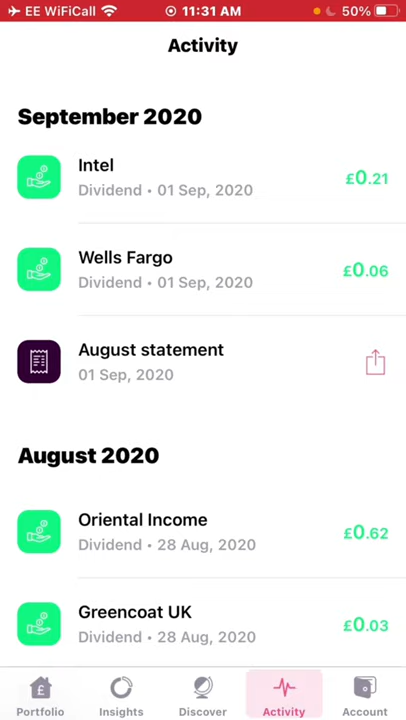 EE WiFiCall 11:31 AM 50%
Activity
September 2020
Intel
Dividend • 01 Sep, 2020
£0.21
Wells Fargo
Dividend • 01 Sep, 2020
£0.06
August statement
01 Sep, 2020
August 2020
Oriental Income
Dividend • 28 Aug, 2020
£0.62
Greencoat UK
Dividend • 28 Aug, 2020
£0.03
£
Portfolio Insights Discover Activity Account